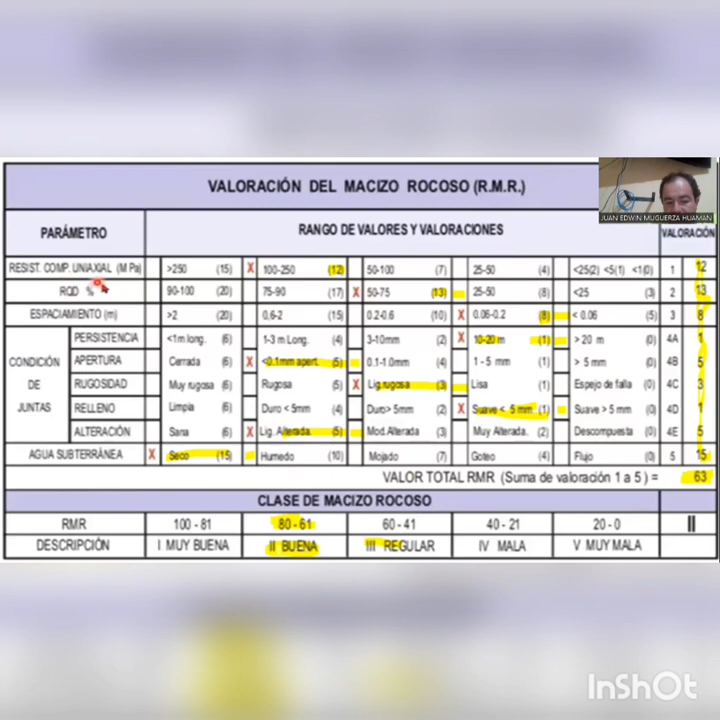 JUAN EDWIN MUGUERZA HUAMAN
VALORACIÓN DEL MACIZO ROCOSO (R.M.R.)
PARÁMETRO RANGO DE VALORES Y VALORACIONES VALORACIÓN
RESIST. COMP. UNIAXIAL (M Pa) >250 (15) X 100-250 (12) 50-100 (7) 25-50 (4) <25(2) <5(1) <1(0) 1 12
RQD % 90-100 (20) 75-90 (17) X 50-75 (13) 25-50 (8) <25 (3) 2 13
ESPACIAMIENTO (m) >2 (20) 0,6-2 (15) 0.2-0.6 (10) X 0.06-0.2 (8) < 0.06 (5) 3 8
PERSISTENCIA <1m long. (6) 1-3 m Long. (4) 3-10mm (2) X 10-20 m (1) > 20 m (0) 4A 1
APERTURA Cerrada (6) X <0.1mm apert. (5) 0.1-1.0mm (4) 1 - 5 mm (1) > 5 mm (0) 4B 5
CONDICIÓN DE JUNTAS
RUGOSIDAD Muy rugosa (6) Rugosa (5) X Lig.rugosa (3) Lisa (1) Espejo de falla (0) 4C 3
RELLENO Limpia (6) Duro < 5mm (4) Duro> 5mm (2) X Suave < 5 mm (1) Suave > 5 mm (0) 4D 1
ALTERACIÓN Sana (6) X Lig. Alterada. (5) Mod.Alterada (3) Muy Alterada. (2) Descompuesta (0) 4E 5
AGUA SUBTERRÁNEA X Seco (15) Humedo (10) Mojado (7) Goteo (4) Flujo (0) 5 15
VALOR TOTAL RMR (Suma de valoración 1 a 5 ) = 63
CLASE DE MACIZO ROCOSO
RMR 100 - 81 80 - 61 60 - 41 40 - 21 20 - 0 II
DESCRIPCIÓN I MUY BUENA II BUENA III REGULAR IV MALA V MUY MALA
InShOt